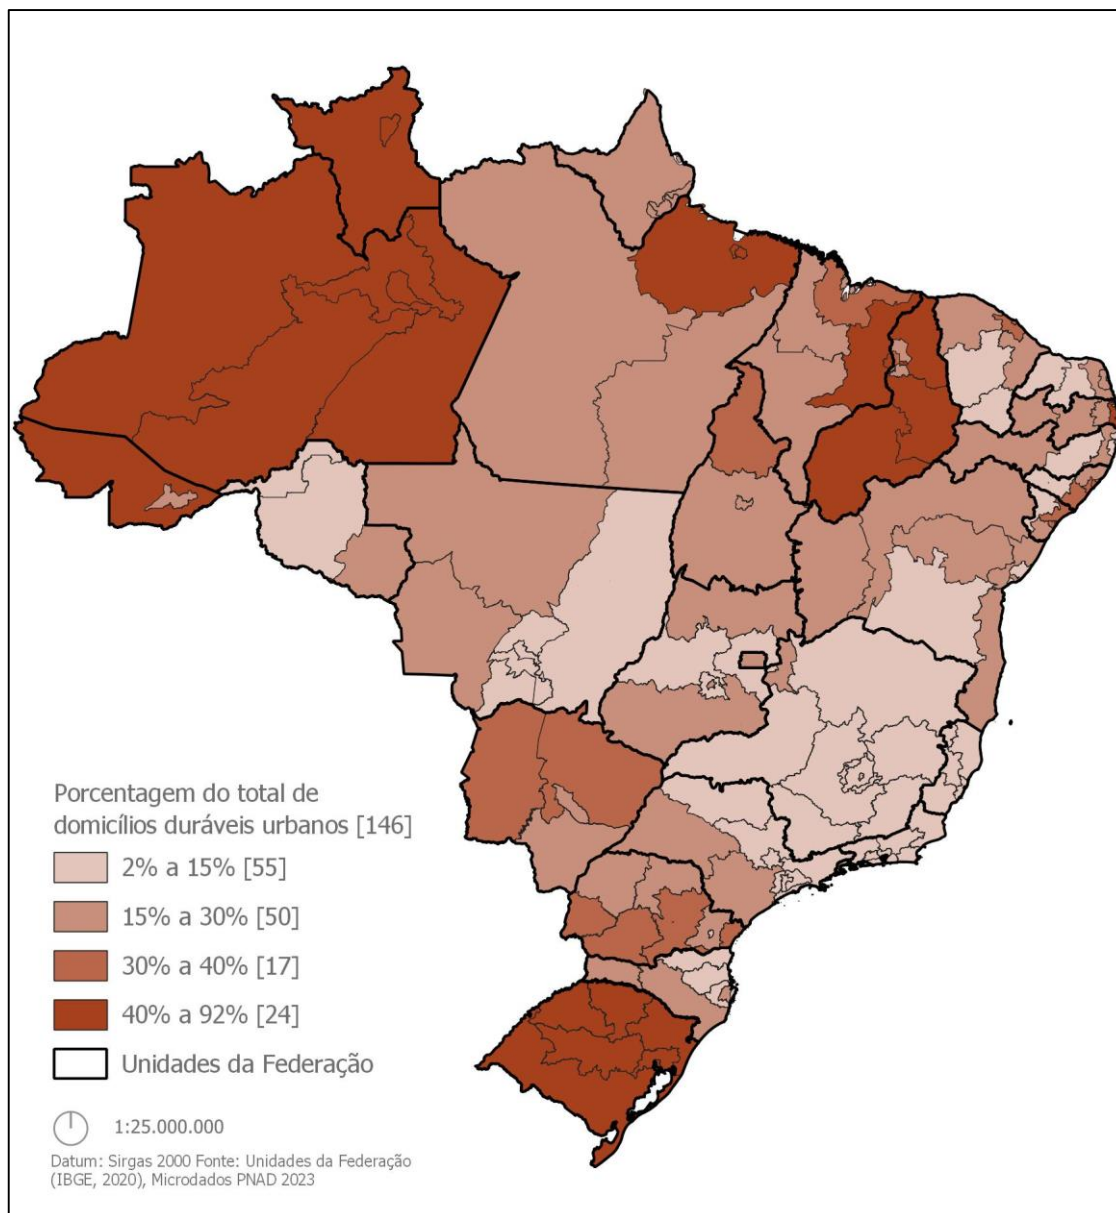 Porcentagem do total de
domicílios duráveis urbanos [146]
2% a 15% [55]
15% a 30% [50]
30% a 40% [17]
40% a 92% [24]
Unidades da Federação
1:25.000.000
Datum: Sirgas 2000 Fonte: Unidades da Federação
(IBGE, 2020), Microdados PNAD 2023